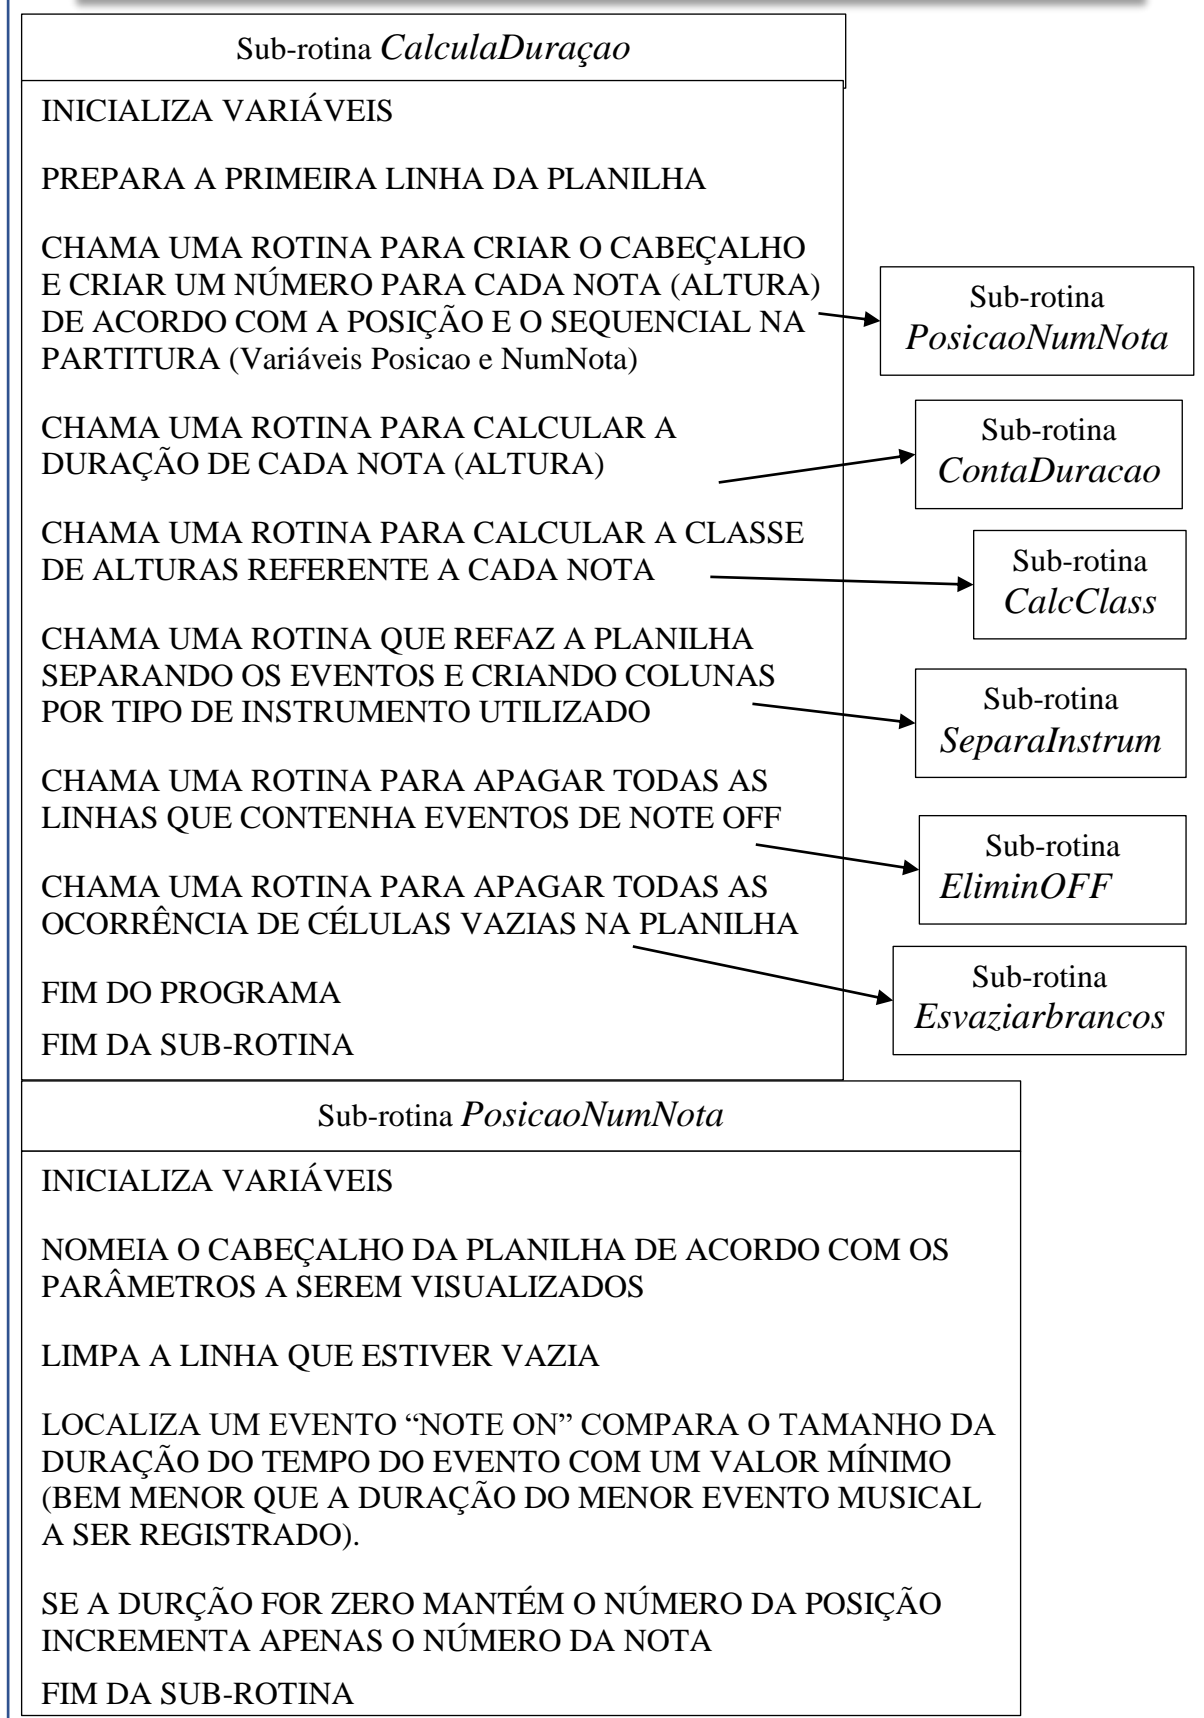 Sub-rotina CalculaDuraçao
INICIALIZA VARIÁVEIS
PREPARA A PRIMEIRA LINHA DA PLANILHA
CHAMA UMA ROTINA PARA CRIAR O CABEÇALHO
E CRIAR UM NÚMERO PARA CADA NOTA (ALTURA)
DE ACORDO COM A POSIÇÃO E O SEQUENCIAL NA
PARTITURA (Variáveis Posicao e NumNota)
Sub-rotina
PosicaoNumNota
CHAMA UMA ROTINA PARA CALCULAR A
DURAÇÃO DE CADA NOTA (ALTURA)
Sub-rotina
ContaDuracao
CHAMA UMA ROTINA PARA CALCULAR A CLASSE
DE ALTURAS REFERENTE A CADA NOTA
Sub-rotina
CalcClass
CHAMA UMA ROTINA QUE REFAZ A PLANILHA
SEPARANDO OS EVENTOS E CRIANDO COLUNAS
POR TIPO DE INSTRUMENTO UTILIZADO
Sub-rotina
SeparaInstrum
CHAMA UMA ROTINA PARA APAGAR TODAS AS
LINHAS QUE CONTENHA EVENTOS DE NOTE OFF
Sub-rotina
EliminOFF
CHAMA UMA ROTINA PARA APAGAR TODAS AS
OCORRÊNCIA DE CÉLULAS VAZIAS NA PLANILHA
Sub-rotina
Esvaziarbrancos
FIM DO PROGRAMA
FIM DA SUB-ROTINA
Sub-rotina PosicaoNumNota
INICIALIZA VARIÁVEIS
NOMEIA O CABEÇALHO DA PLANILHA DE ACORDO COM OS
PARÂMETROS A SEREM VISUALIZADOS
LIMPA A LINHA QUE ESTIVER VAZIA
LOCALIZA UM EVENTO “NOTE ON” COMPARA O TAMANHO DA
DURAÇÃO DO TEMPO DO EVENTO COM UM VALOR MÍNIMO
(BEM MENOR QUE A DURAÇÃO DO MENOR EVENTO MUSICAL
A SER REGISTRADO).
SE A DURÇÃO FOR ZERO MANTÉM O NÚMERO DA POSIÇÃO
INCREMENTA APENAS O NÚMERO DA NOTA
FIM DA SUB-ROTINA